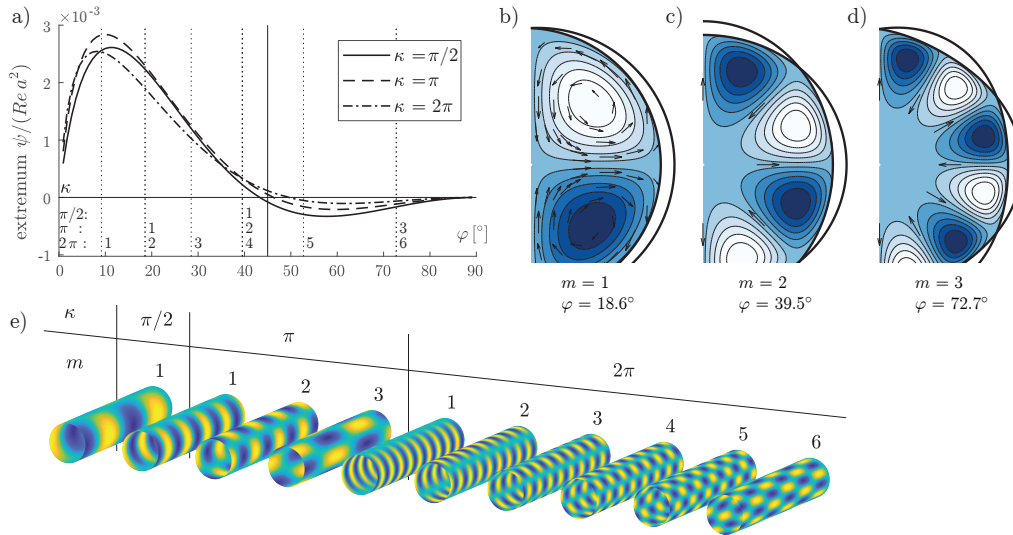 a)
×10⁻³
3
2
1
0
-1
extremum ψ/(Re a²)
κ = π/2
κ = π
κ = 2π
κ
π/2: 1
π : 1 2 3
2π : 1 2 3 4 5 6
φ [°]
0 10 20 30 40 50 60 70 80 90
b)
m = 1
φ = 18.6°
c)
m = 2
φ = 39.5°
d)
m = 3
φ = 72.7°
e)
κ π/2 π 2π
m 1 1 2 3 1 2 3 4 5 6